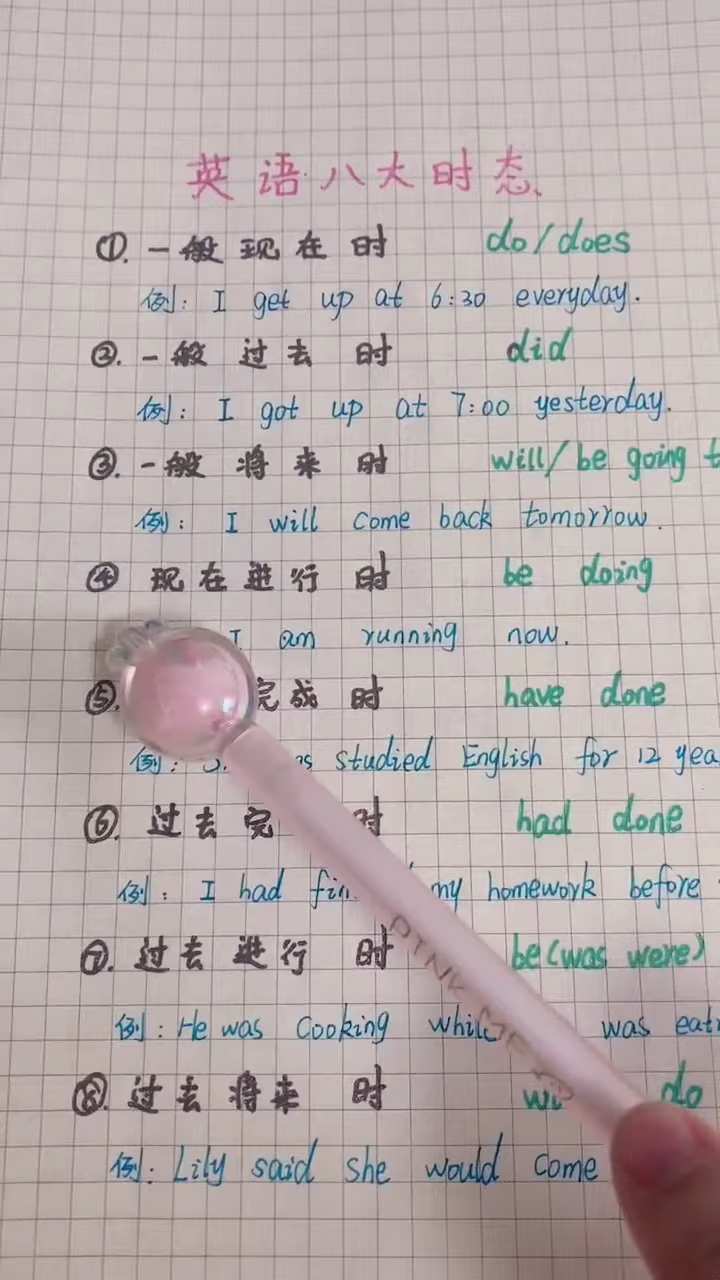 英语八大时态
①. 一般现在时 do/does
例: I get up at 6:30 everyday.
②. 一般过去时 did
例: I got up at 7:00 yesterday.
③. 一般将来时 will/be going
例: I will come back tomorrow.
④ 现在进行时 be doing
I am running now.
⑤. 完成时 have done
例: studied English for 12
⑥. 过去完 时 had done
例: I had my homework before
⑦. 过去进行时 be(was were)
例: He was cooking was
⑧. 过去将来时 do
例: Lily said she would come
PINK